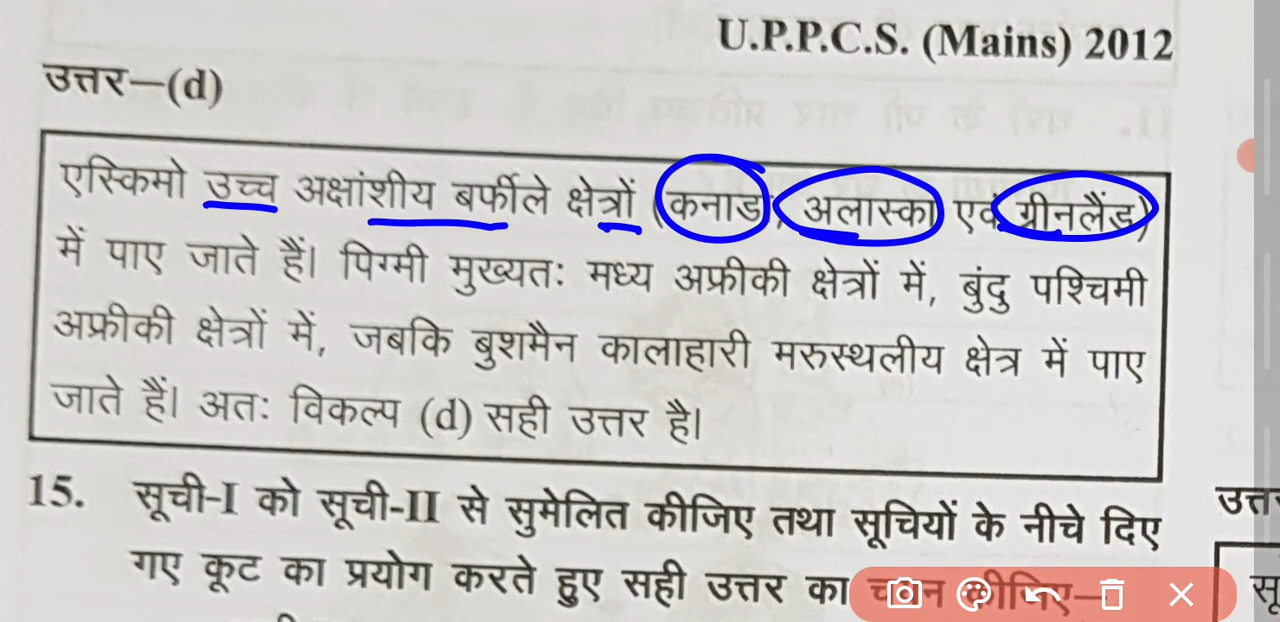 U.P.P.C.S. (Mains) 2012
उत्तर–(d)
एस्किमो उच्च अक्षांशीय बर्फीले क्षेत्रों (कनाडा, अलास्का एवं ग्रीनलैंड)
में पाए जाते हैं। पिग्मी मुख्यतः मध्य अफ्रीकी क्षेत्रों में, बुंदु पश्चिमी
अफ्रीकी क्षेत्रों में, जबकि बुशमैन कालाहारी मरुस्थलीय क्षेत्र में पाए
जाते हैं। अतः विकल्प (d) सही उत्तर है।
15. सूची-I को सूची-II से सुमेलित कीजिए तथा सूचियों के नीचे दिए
गए कूट का प्रयोग करते हुए सही उत्तर का